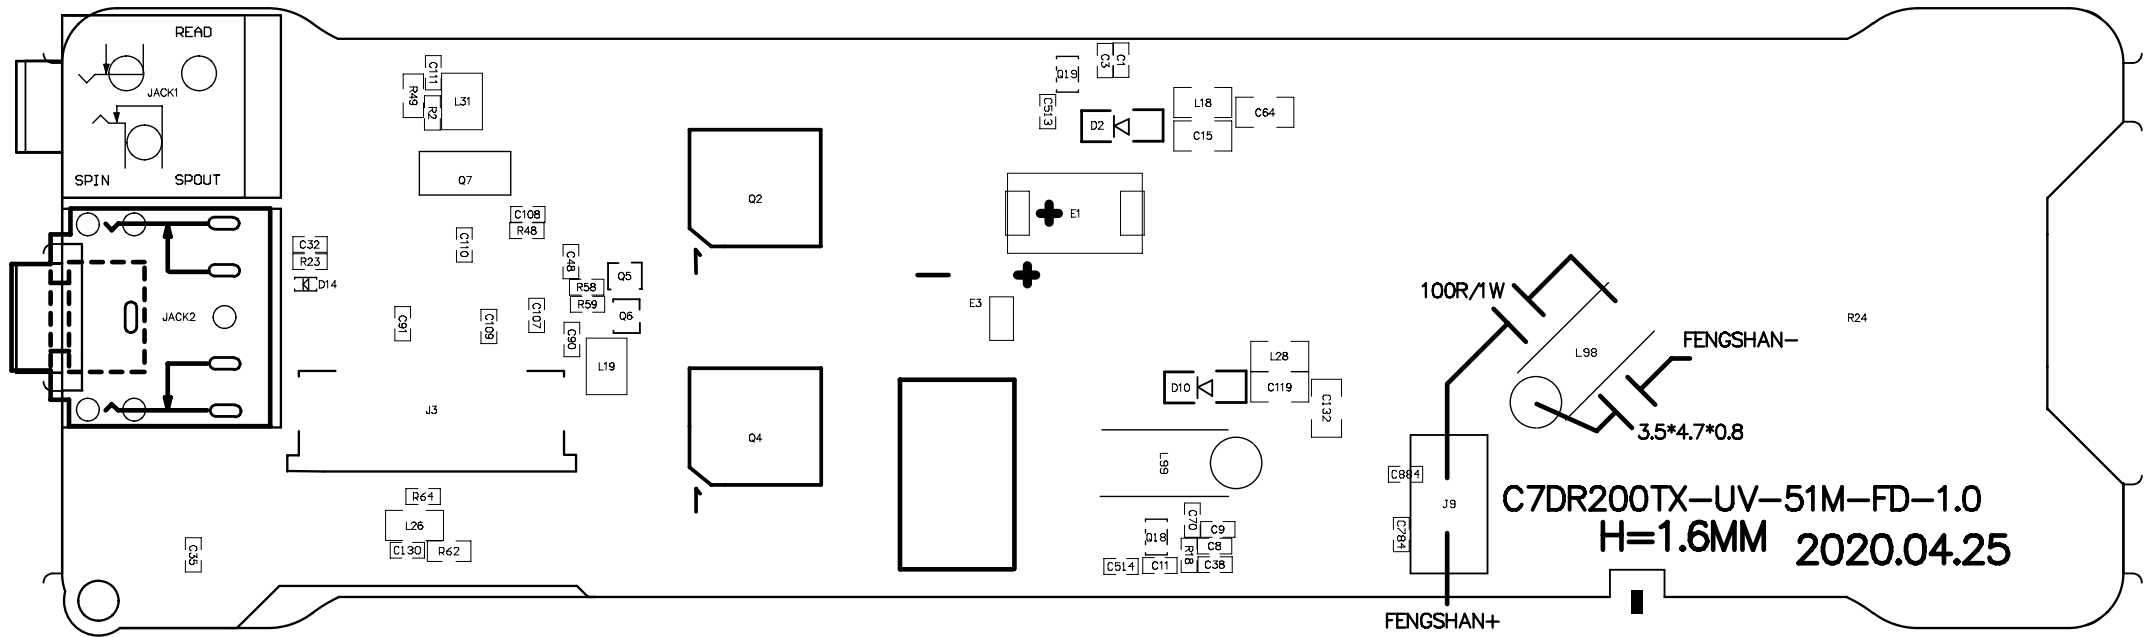 READ
JACK1
SPIN
SPOUT
C111
R49
R2
L31
Q7
C108
R48
C110
C32
R23
D14
JACK2
C48
Q5
R58
R59
Q6
C107
C109
C91
C90
L19
J3
R64
L26
C130
R62
C35
Q2
1
Q4
1
C3
C1
Q19
C513
D2
L18
C15
C64
E1
E3
L28
D10
C119
C132
L99
C70
C9
Q18
C8
R18
C514
C11
C38
100R/1W
R24
FENGSHAN-
L98
3.5*4.7*0.8
C884
J9
C784
C7DR200TX-UV-51M-FD-1.0
H=1.6MM
2020.04.25
FENGSHAN+